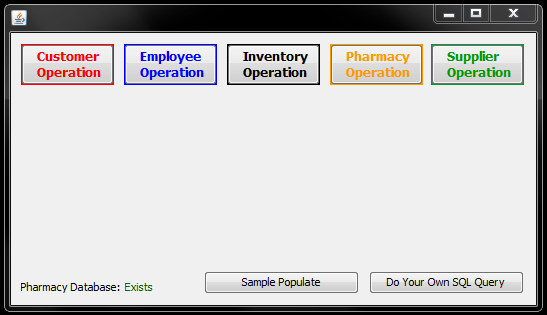 Customer Operation
Employee Operation
Inventory Operation
Pharmacy Operation
Supplier Operation
Pharmacy Database: Exists
Sample Populate
Do Your Own SQL Query